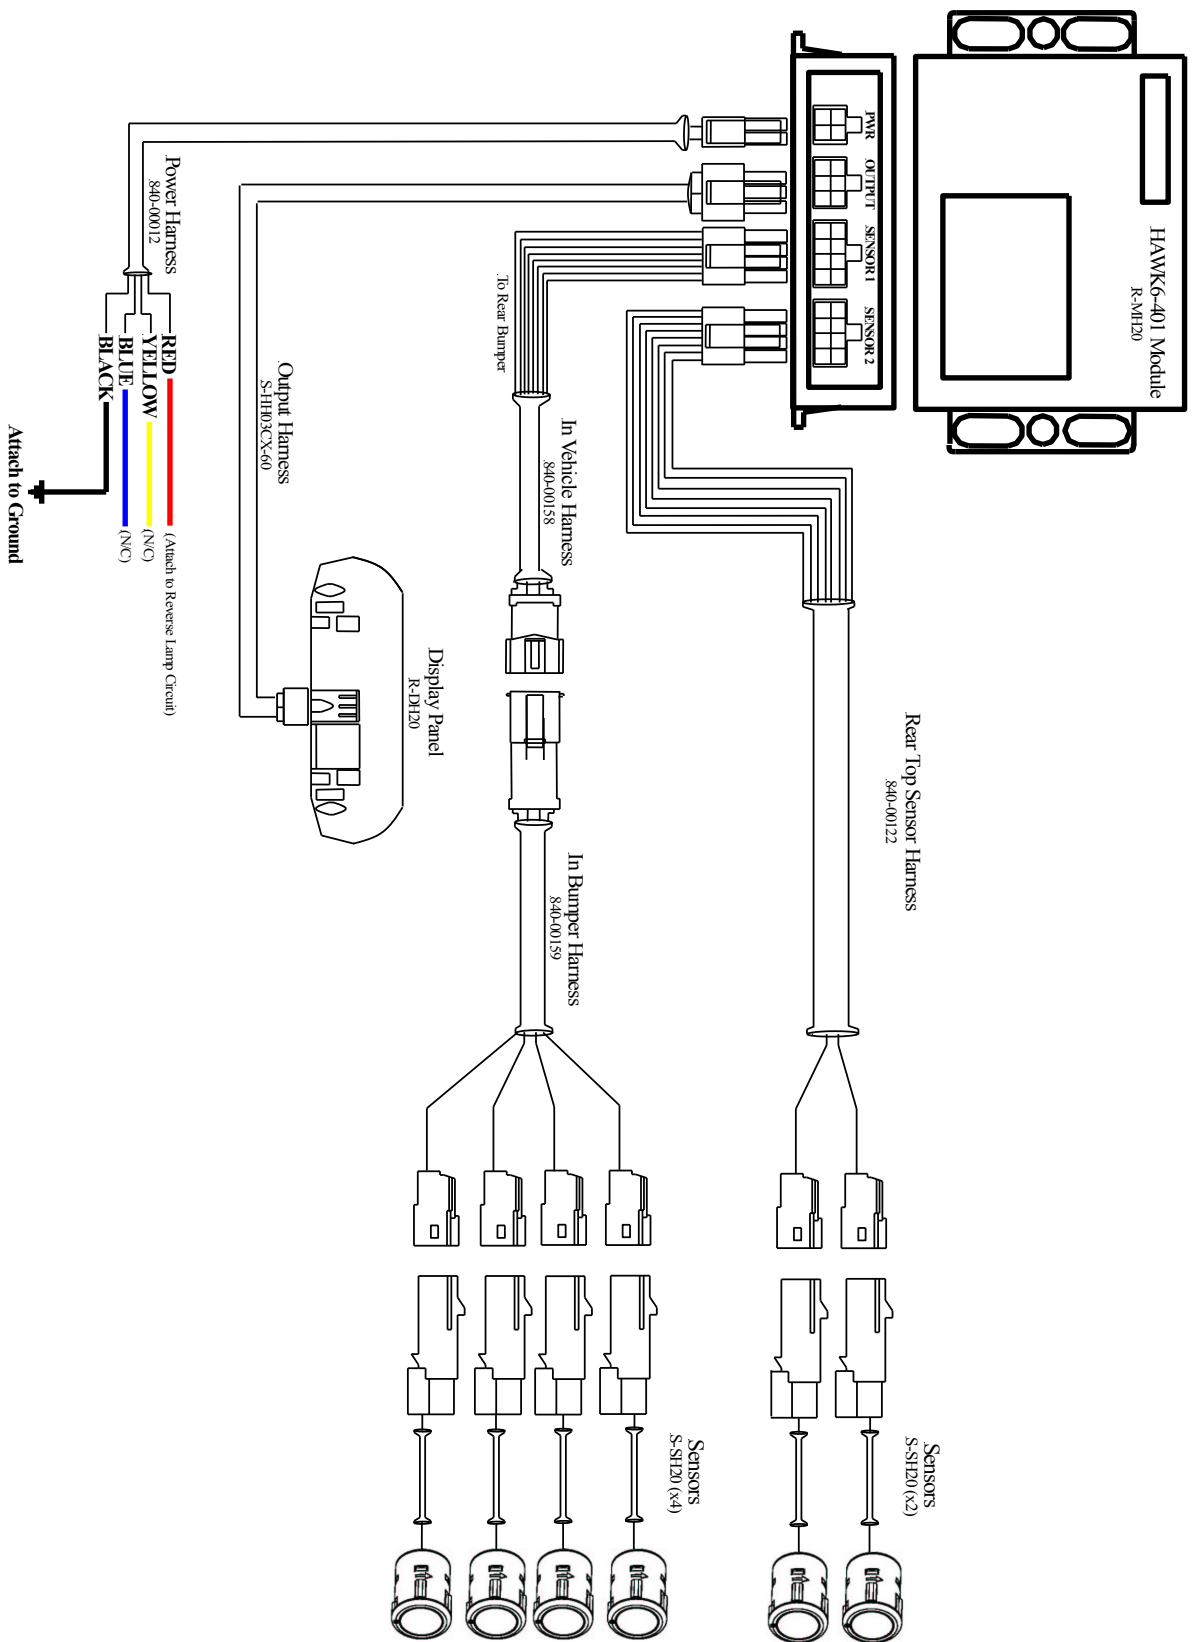 HAWK6-401 Module
R-MH20
PWR
OUTPUT
SENSOR 1
SENSOR 2
Rear Top Sensor Harness
840-00122
Sensors
S-SH20 (x2)
To Rear Bumper
In Vehicle Harness
840-00158
In Bumper Harness
840-00159
Sensors
S-SH20 (x4)
Display Panel
R-DH20
Output Harness
S-HH03CX-60
Power Harness
840-00012
RED
(Attach to Reverse Lamp Circuit)
YELLOW
(N/C)
BLUE
(N/C)
BLACK
Attach to Ground